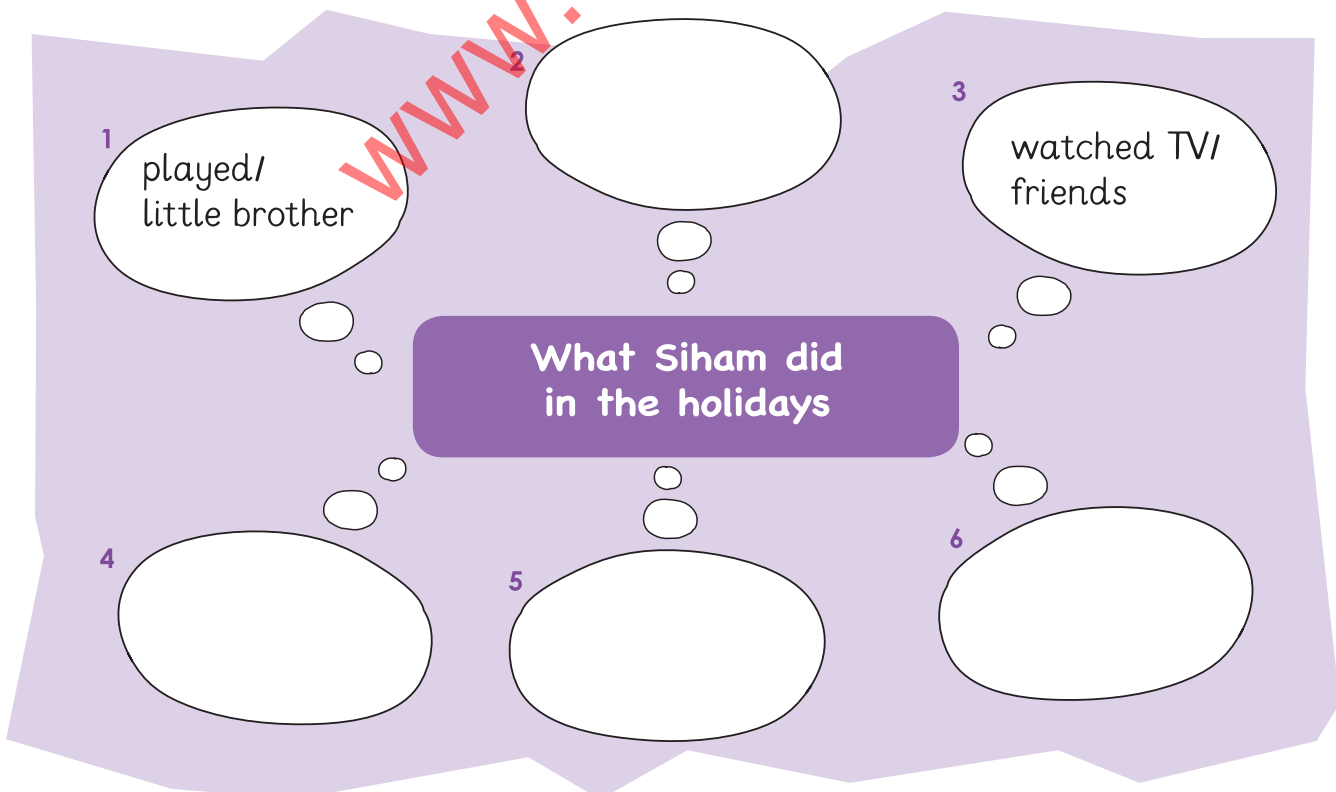 www.
1
played/
little brother
2
3
watched TV/
friends
What Siham did
in the holidays
4
5
6